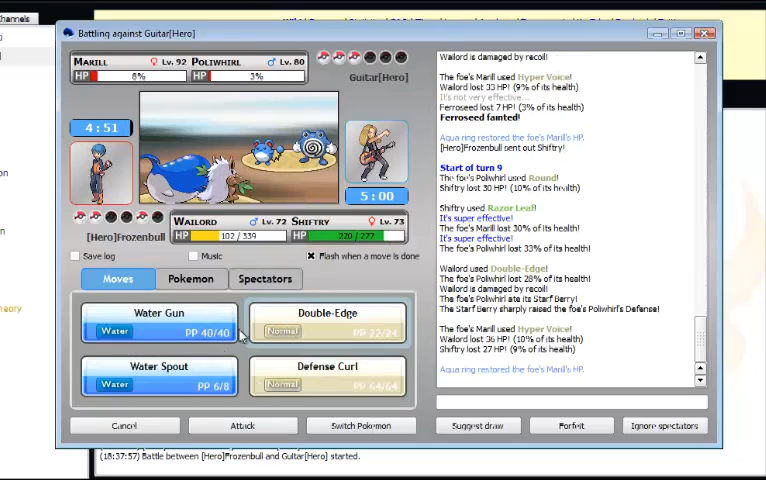 Channels
Battling against Guitar[Hero]
MARILL ♀ Lv. 92 POLIWHIRL ♂ Lv. 80
HP 8% HP 3%
Guitar[Hero]
4:51
5:00
[Hero]Frozenbull
WAILORD ♂ Lv. 72 SHIFTRY ♀ Lv. 73
HP 102 / 339 HP 220 / 277
Save log Music Flash when a move is done
Moves Pokemon Spectators
Water Gun
Water PP 40/40
Double-Edge
Normal PP 22/24
Water Spout
Water PP 6/8
Defense Curl
Normal PP 64/64
Cancel Attack Switch Pokemon
Wailord is damaged by recoil!
The foe's Marill used Hyper Voice!
Wailord lost 33 HP! (9% of its health)
It's not very effective...
Ferroseed lost 7 HP! (3% of its health)
Ferroseed fainted!
Aqua ring restored the foe's Marill's HP.
[Hero]Frozenbull sent out Shiftry!
Start of turn 9
The foe's Poliwhirl used Round!
Shiftry lost 30 HP! (10% of its health)
Shiftry used Razor Leaf!
It's super effective!
The foe's Marill lost 30% of its health!
It's super effective!
The foe's Poliwhirl lost 33% of its health!
Wailord used Double-Edge!
The foe's Poliwhirl lost 28% of its health!
Wailord is damaged by recoil!
The foe's Poliwhirl ate its Starf Berry!
The Starf Berry sharply raised the foe's Poliwhirl's Defense!
The foe's Marill used Hyper Voice!
Wailord lost 36 HP! (10% of its health)
Shiftry lost 27 HP! (9% of its health)
Aqua ring restored the foe's Marill's HP.
Suggest draw Forfeit Ignore spectators
heory
(18:37:57) Battle between [Hero]Frozenbull and Guitar[Hero] started.